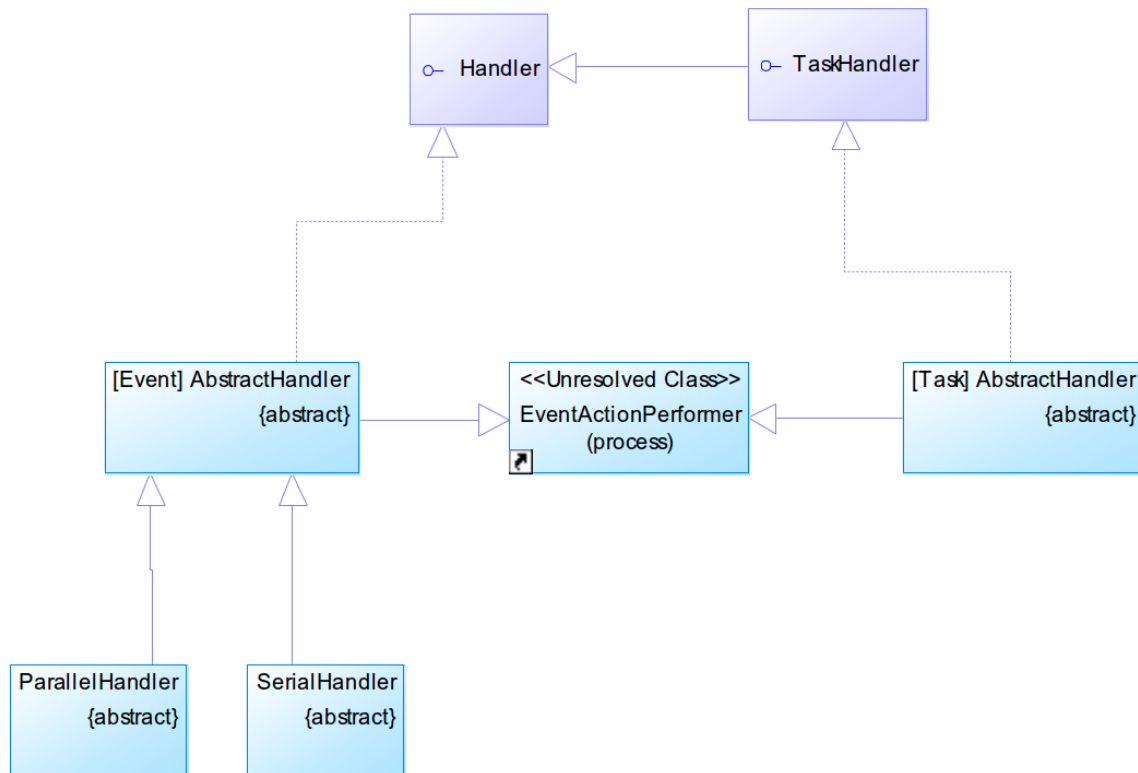 Handler
TaskHandler
[Event] AbstractHandler
{abstract}
<<Unresolved Class>>
EventActionPerformer
(process)
[Task] AbstractHandler
{abstract}
ParallelHandler
{abstract}
SerialHandler
{abstract}